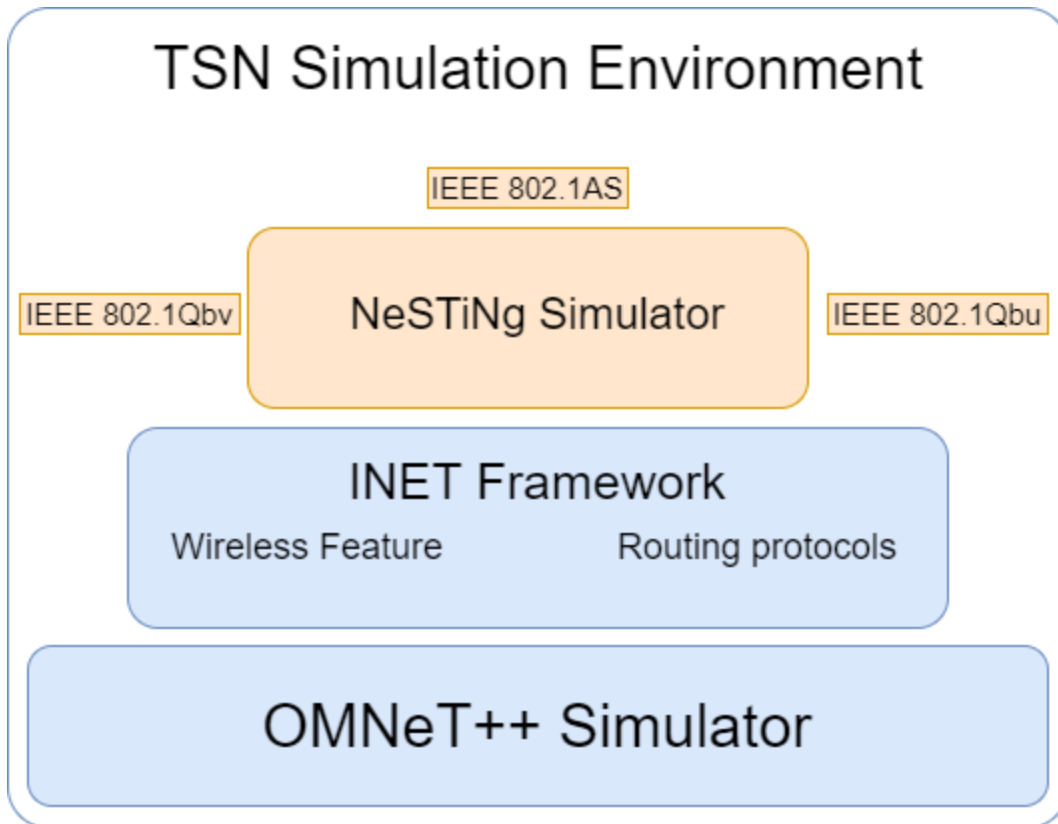 TSN Simulation Environment
IEEE 802.1AS
IEEE 802.1Qbv
NeSTiNg Simulator
IEEE 802.1Qbu
INET Framework
Wireless Feature
Routing protocols
OMNeT++ Simulator